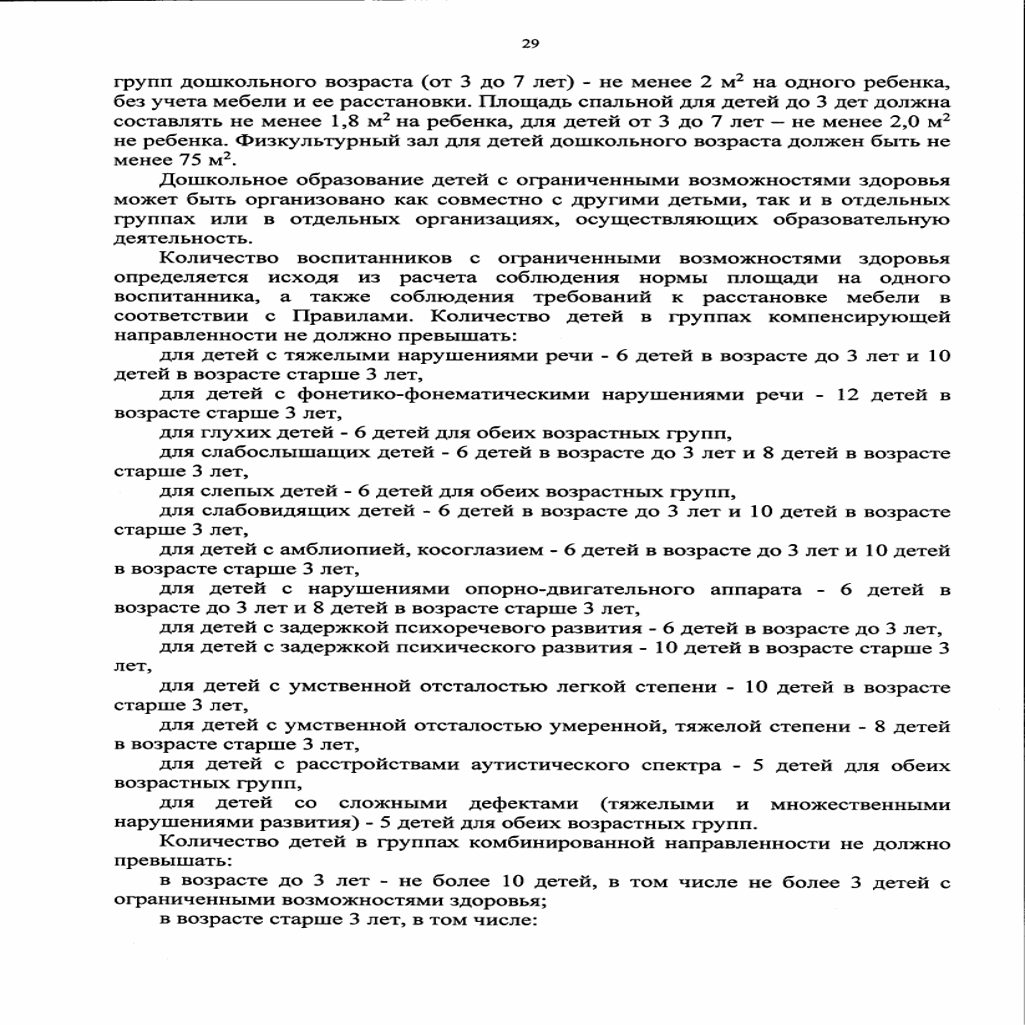 29
групп дошкольного возраста (от 3 до 7 лет) - не менее 2 м² на одного ребенка,
без учета мебели и ее расстановки. Площадь спальной для детей до 3 дет должна
составлять не менее 1,8 м² на ребенка, для детей от 3 до 7 лет – не менее 2,0 м²
не ребенка. Физкультурный зал для детей дошкольного возраста должен быть не
менее 75 м².
Дошкольное образование детей с ограниченными возможностями здоровья
может быть организовано как совместно с другими детьми, так и в отдельных
группах или в отдельных организациях, осуществляющих образовательную
деятельность.
Количество воспитанников с ограниченными возможностями здоровья
определяется исходя из расчета соблюдения нормы площади на одного
воспитанника, а также соблюдения требований к расстановке мебели в
соответствии с Правилами. Количество детей в группах компенсирующей
направленности не должно превышать:
для детей с тяжелыми нарушениями речи - 6 детей в возрасте до 3 лет и 10
детей в возрасте старше 3 лет,
для детей с фонетико-фонематическими нарушениями речи - 12 детей в
возрасте старше 3 лет,
для глухих детей - 6 детей для обеих возрастных групп,
для слабослышащих детей - 6 детей в возрасте до 3 лет и 8 детей в возрасте
старше 3 лет,
для слепых детей - 6 детей для обеих возрастных групп,
для слабовидящих детей - 6 детей в возрасте до 3 лет и 10 детей в возрасте
старше 3 лет,
для детей с амблиопией, косоглазием - 6 детей в возрасте до 3 лет и 10 детей
в возрасте старше 3 лет,
для детей с нарушениями опорно-двигательного аппарата - 6 детей в
возрасте до 3 лет и 8 детей в возрасте старше 3 лет,
для детей с задержкой психоречевого развития - 6 детей в возрасте до 3 лет,
для детей с задержкой психического развития - 10 детей в возрасте старше 3
лет,
для детей с умственной отсталостью легкой степени - 10 детей в возрасте
старше 3 лет,
для детей с умственной отсталостью умеренной, тяжелой степени - 8 детей
в возрасте старше 3 лет,
для детей с расстройствами аутистического спектра - 5 детей для обеих
возрастных групп,
для детей со сложными дефектами (тяжелыми и множественными
нарушениями развития) - 5 детей для обеих возрастных групп.
Количество детей в группах комбинированной направленности не должно
превышать:
в возрасте до 3 лет - не более 10 детей, в том числе не более 3 детей с
ограниченными возможностями здоровья;
в возрасте старше 3 лет, в том числе: